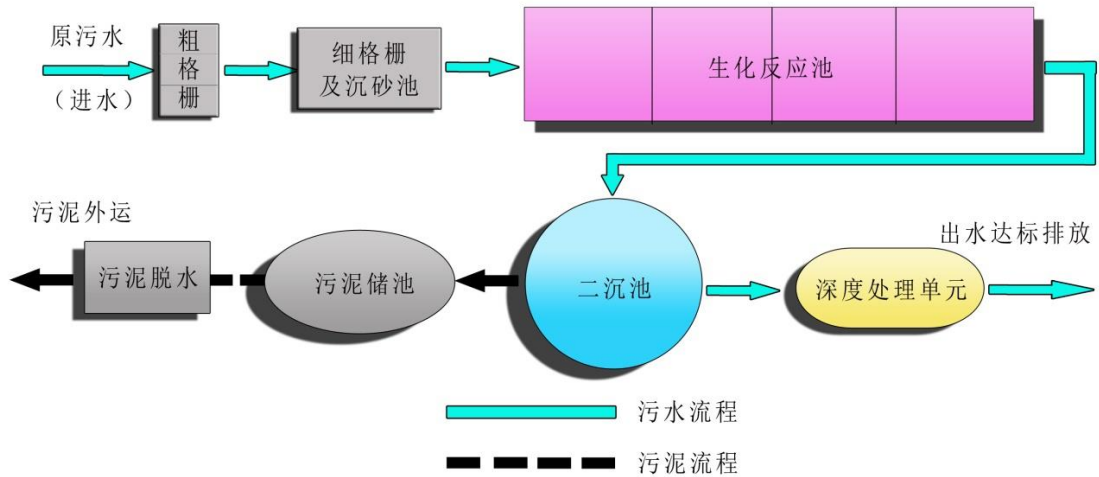 原污水
（进水）
粗
格
栅
细格栅
及沉砂池
生化反应池
污泥外运
污泥脱水
污泥储池
二沉池
深度处理单元
出水达标排放
污水流程
污泥流程